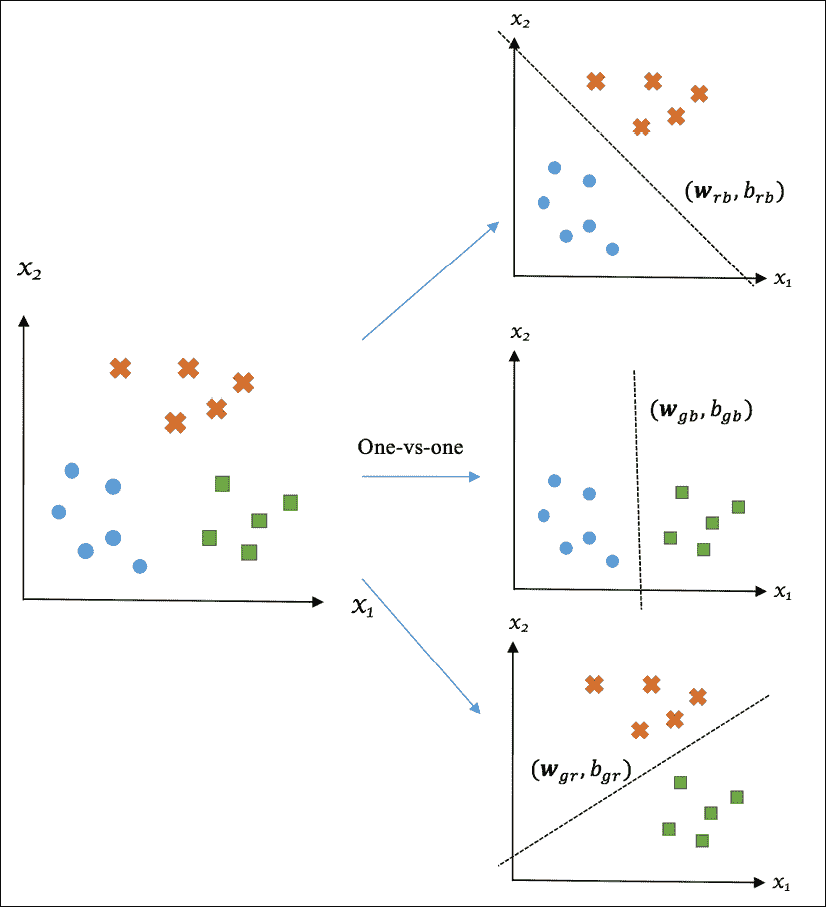 x₂
(w_rb, b_rb)
x₁
x₂
x₂
(w_gb, b_gb)
One-vs-one
x₁
x₁
x₂
(w_gr, b_gr)
x₁